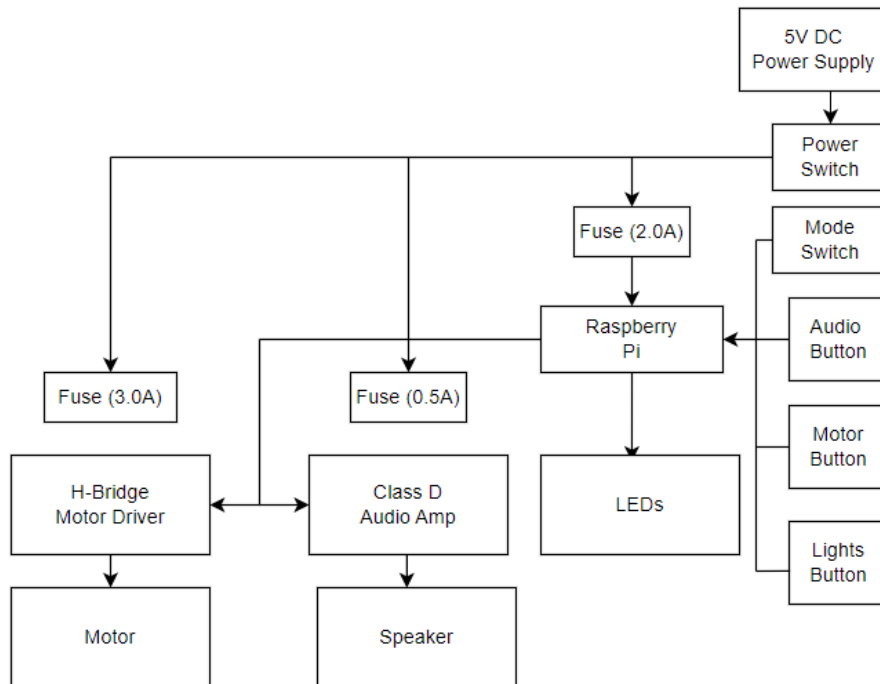 5V DC
Power Supply
Power
Switch
Fuse (2.0A)
Mode
Switch
Raspberry
Pi
Audio
Button
Fuse (3.0A)
Fuse (0.5A)
Motor
Button
H-Bridge
Motor Driver
Class D
Audio Amp
LEDs
Lights
Button
Motor
Speaker